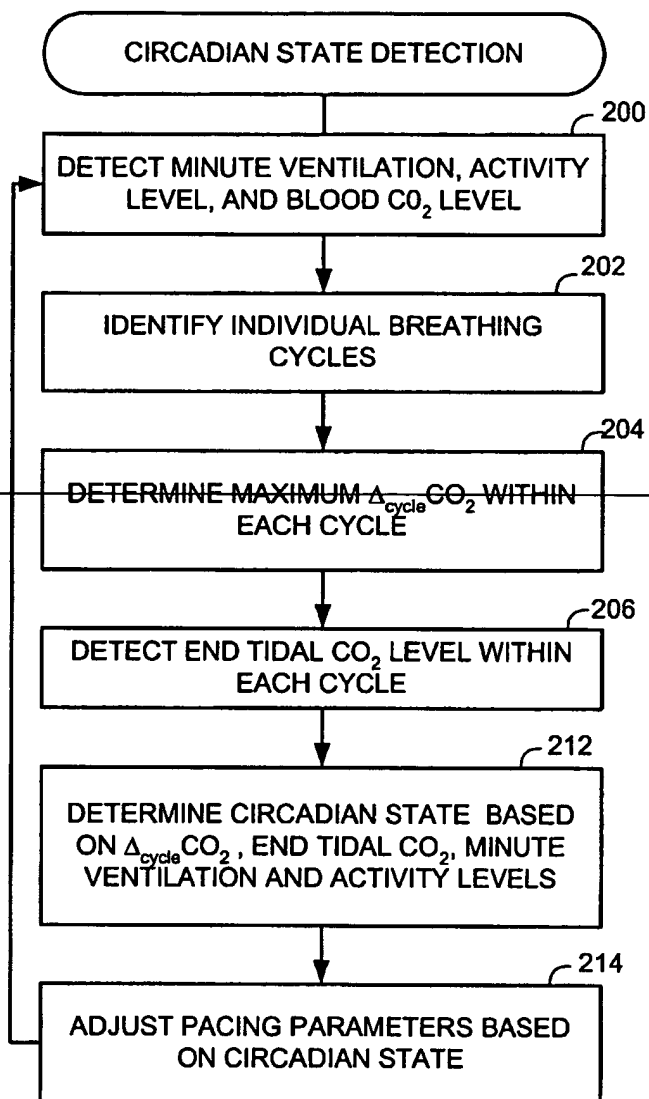 CIRCADIAN STATE DETECTION
200
DETECT MINUTE VENTILATION, ACTIVITY
LEVEL, AND BLOOD C0₂ LEVEL
202
IDENTIFY INDIVIDUAL BREATHING
CYCLES
204
DETERMINE MAXIMUM Δcycle CO₂ WITHIN
EACH CYCLE
206
DETECT END TIDAL CO₂ LEVEL WITHIN
EACH CYCLE
212
DETERMINE CIRCADIAN STATE BASED
ON Δcycle CO₂ , END TIDAL CO₂, MINUTE
VENTILATION AND ACTIVITY LEVELS
214
ADJUST PACING PARAMETERS BASED
ON CIRCADIAN STATE